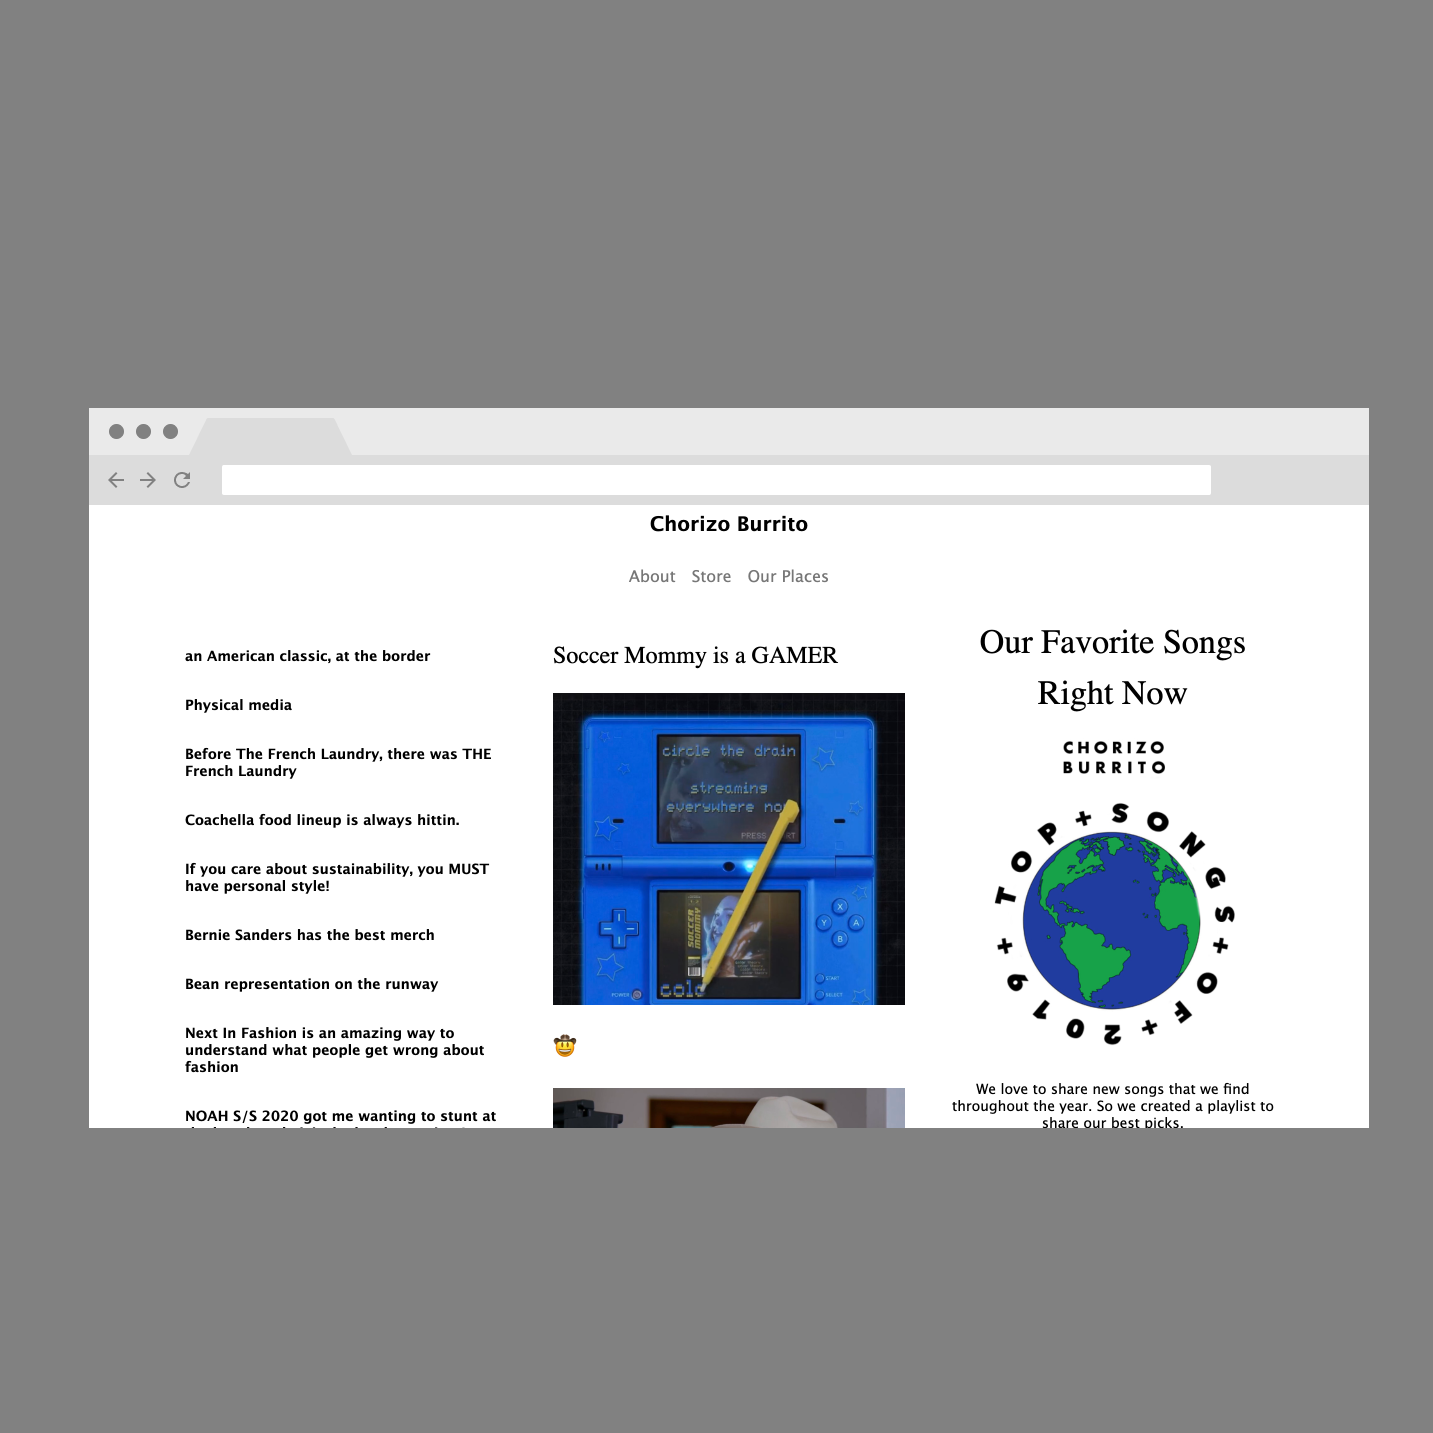 Chorizo Burrito
About Store Our Places
an American classic, at the border
Physical media
Before The French Laundry, there was THE
French Laundry
Coachella food lineup is always hittin.
If you care about sustainability, you MUST
have personal style!
Bernie Sanders has the best merch
Bean representation on the runway
Next In Fashion is an amazing way to
understand what people get wrong about
fashion
NOAH S/S 2020 got me wanting to stunt at
Soccer Mommy is a GAMER
circle the drain
streaming
everywhere
PRESS
X
Y A
B
SOCCER
MOMMY
START
SELECT
POWER
Our Favorite Songs
Right Now
CHORIZO
BURRITO
TOP + SONGS + OF + 2019 +
We love to share new songs that we find
throughout the year. So we created a playlist to
share our best picks.